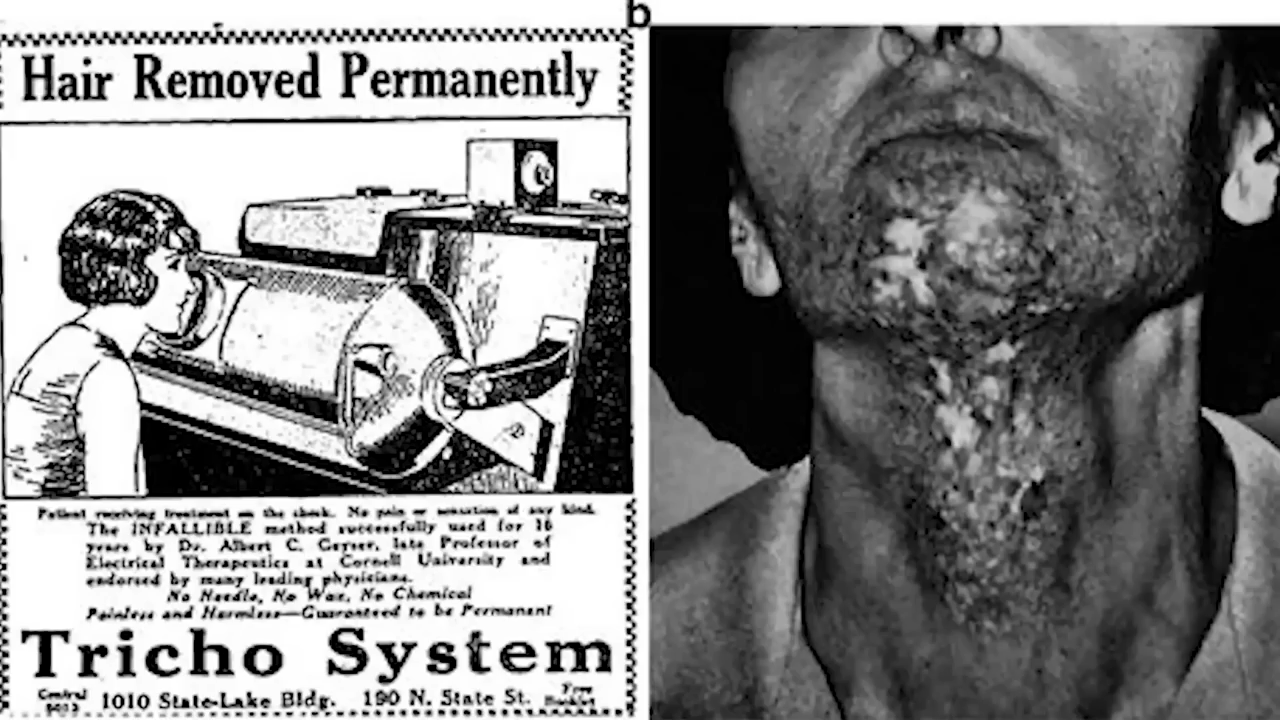 b
Hair Removed Permanently
Patient receiving treatment on the cheek. No pain or sensation of any kind.
The INFALLIBLE method successfully used for 16
years by Dr. Albert C. Geyser, late Professor of
Electrical Therapeutics at Cornell University and
endorsed by many leading physicians.
No Needle, No Wax, No Chemical
Painless and Harmless—Guaranteed to be Permanent
Tricho System
Central
1010 State-Lake Bldg. 190 N. State St.
Free
Booklet